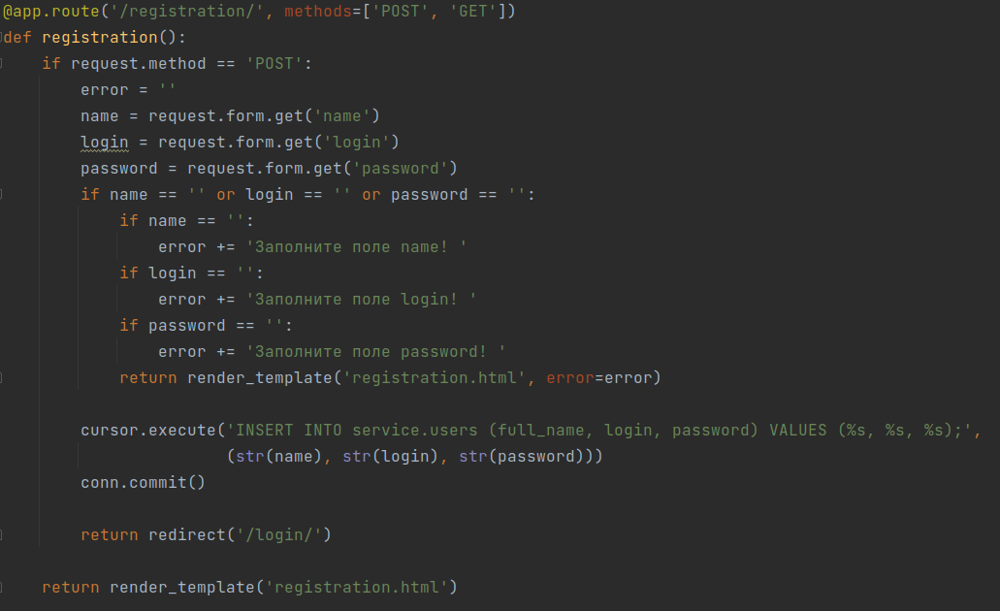 @app.route('/registration/', methods=['POST', 'GET'])
def registration():
    if request.method == 'POST':
        error = ''
        name = request.form.get('name')
        login = request.form.get('login')
        password = request.form.get('password')
        if name == '' or login == '' or password == '':
            if name == '':
                error += 'Заполните поле name! '
            if login == '':
                error += 'Заполните поле login! '
            if password == '':
                error += 'Заполните поле password! '
            return render_template('registration.html', error=error)

        cursor.execute('INSERT INTO service.users (full_name, login, password) VALUES (%s, %s, %s);',
                       (str(name), str(login), str(password)))
        conn.commit()

        return redirect('/login/')

    return render_template('registration.html')